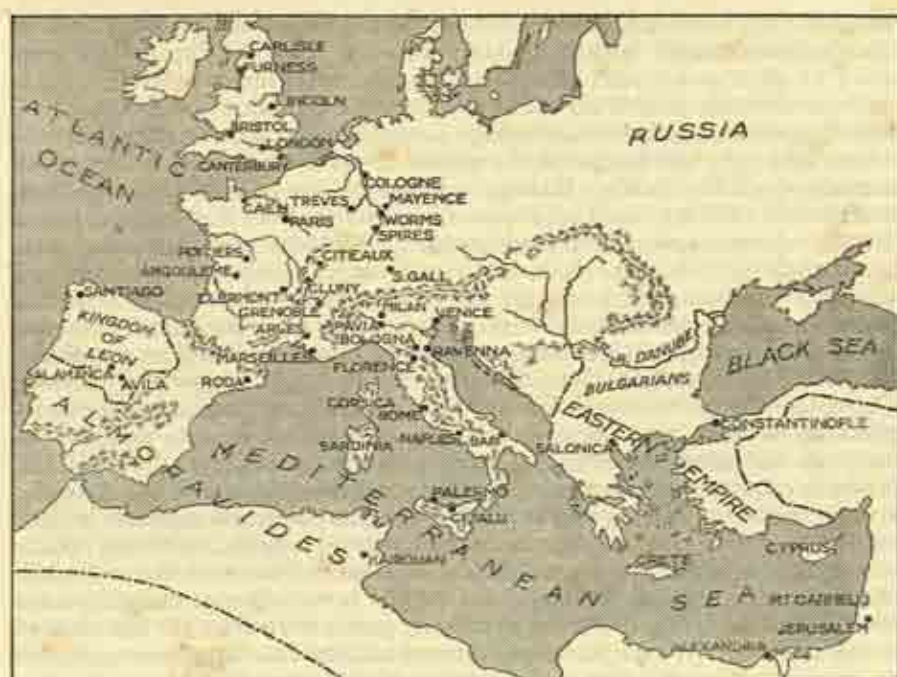 CARLISLE
FURNESS
LINCOLN
BRISTOL
LONDON
CANTERBURY
ATLANTIC
OCEAN
RUSSIA
COLOGNE
TREVES
MAYENCE
CAEN
PARIS
WORMS
SPIRES
POITIERS
CITEAUX
ANGOULEME
S. GALL
CLERMONT
CLUNY
SANTIAGO
GRENOBLE
MILAN
VENICE
ARLES
PAVIA
BOLOGNA
RAVENNA
MARSEILLES
FLORENCE
KINGDOM
OF
LEON
SALAMANCA
AVILA
RODA
R. DANUBE
BULGARIANS
BLACK SEA
CORSICA
ROME
SARDINIA
NAPLES
BARI
SALONICA
CONSTANTINOPLE
EASTERN
EMPIRE
ALMORAVIDES
PALERMO
KAIROUAN
MEDITERRANEAN SEA
CRETE
CYPRUS
MT CARMEL
JERUSALEM
ALEXANDRIA